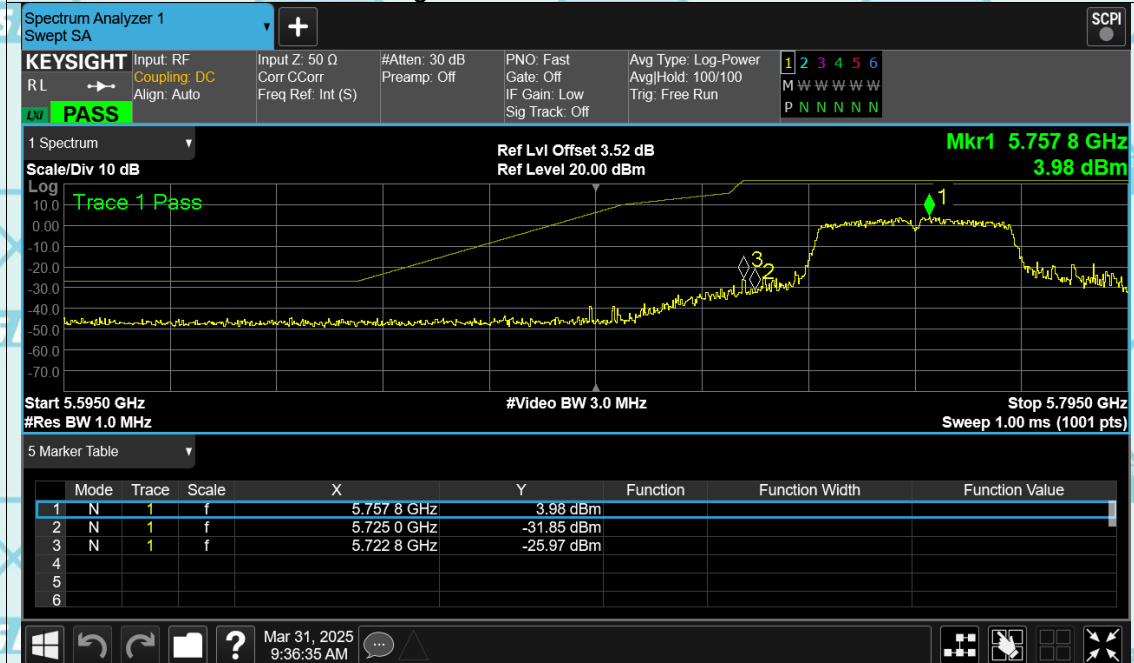 Spectrum Analyzer 1
Swept SA
+
SCPI
KEYSIGHT
RL
LXI PASS
Input: RF
Coupling: DC
Align: Auto
Input Z: 50 Ω
Corr CCorr
Freq Ref: Int (S)
#Atten: 30 dB
Preamp: Off
PNO: Fast
Gate: Off
IF Gain: Low
Sig Track: Off
Avg Type: Log-Power
Avg|Hold: 100/100
Trig: Free Run
1 2 3 4 5 6
M W W W W W
P N N N N N
1 Spectrum
Scale/Div 10 dB
Ref Lvl Offset 3.52 dB
Ref Level 20.00 dBm
Mkr1 5.757 8 GHz
3.98 dBm
Log
Trace 1 Pass
10.0
0.00
-10.0
-20.0
-30.0
-40.0
-50.0
-60.0
-70.0
1
3
2
Start 5.5950 GHz
#Res BW 1.0 MHz
#Video BW 3.0 MHz
Stop 5.7950 GHz
Sweep 1.00 ms (1001 pts)
5 Marker Table
Mode Trace Scale X Y Function Function Width Function Value
1 N 1 f 5.757 8 GHz 3.98 dBm
2 N 1 f 5.725 0 GHz -31.85 dBm
3 N 1 f 5.722 8 GHz -25.97 dBm
4
5
6
?
Mar 31, 2025
9:36:35 AM